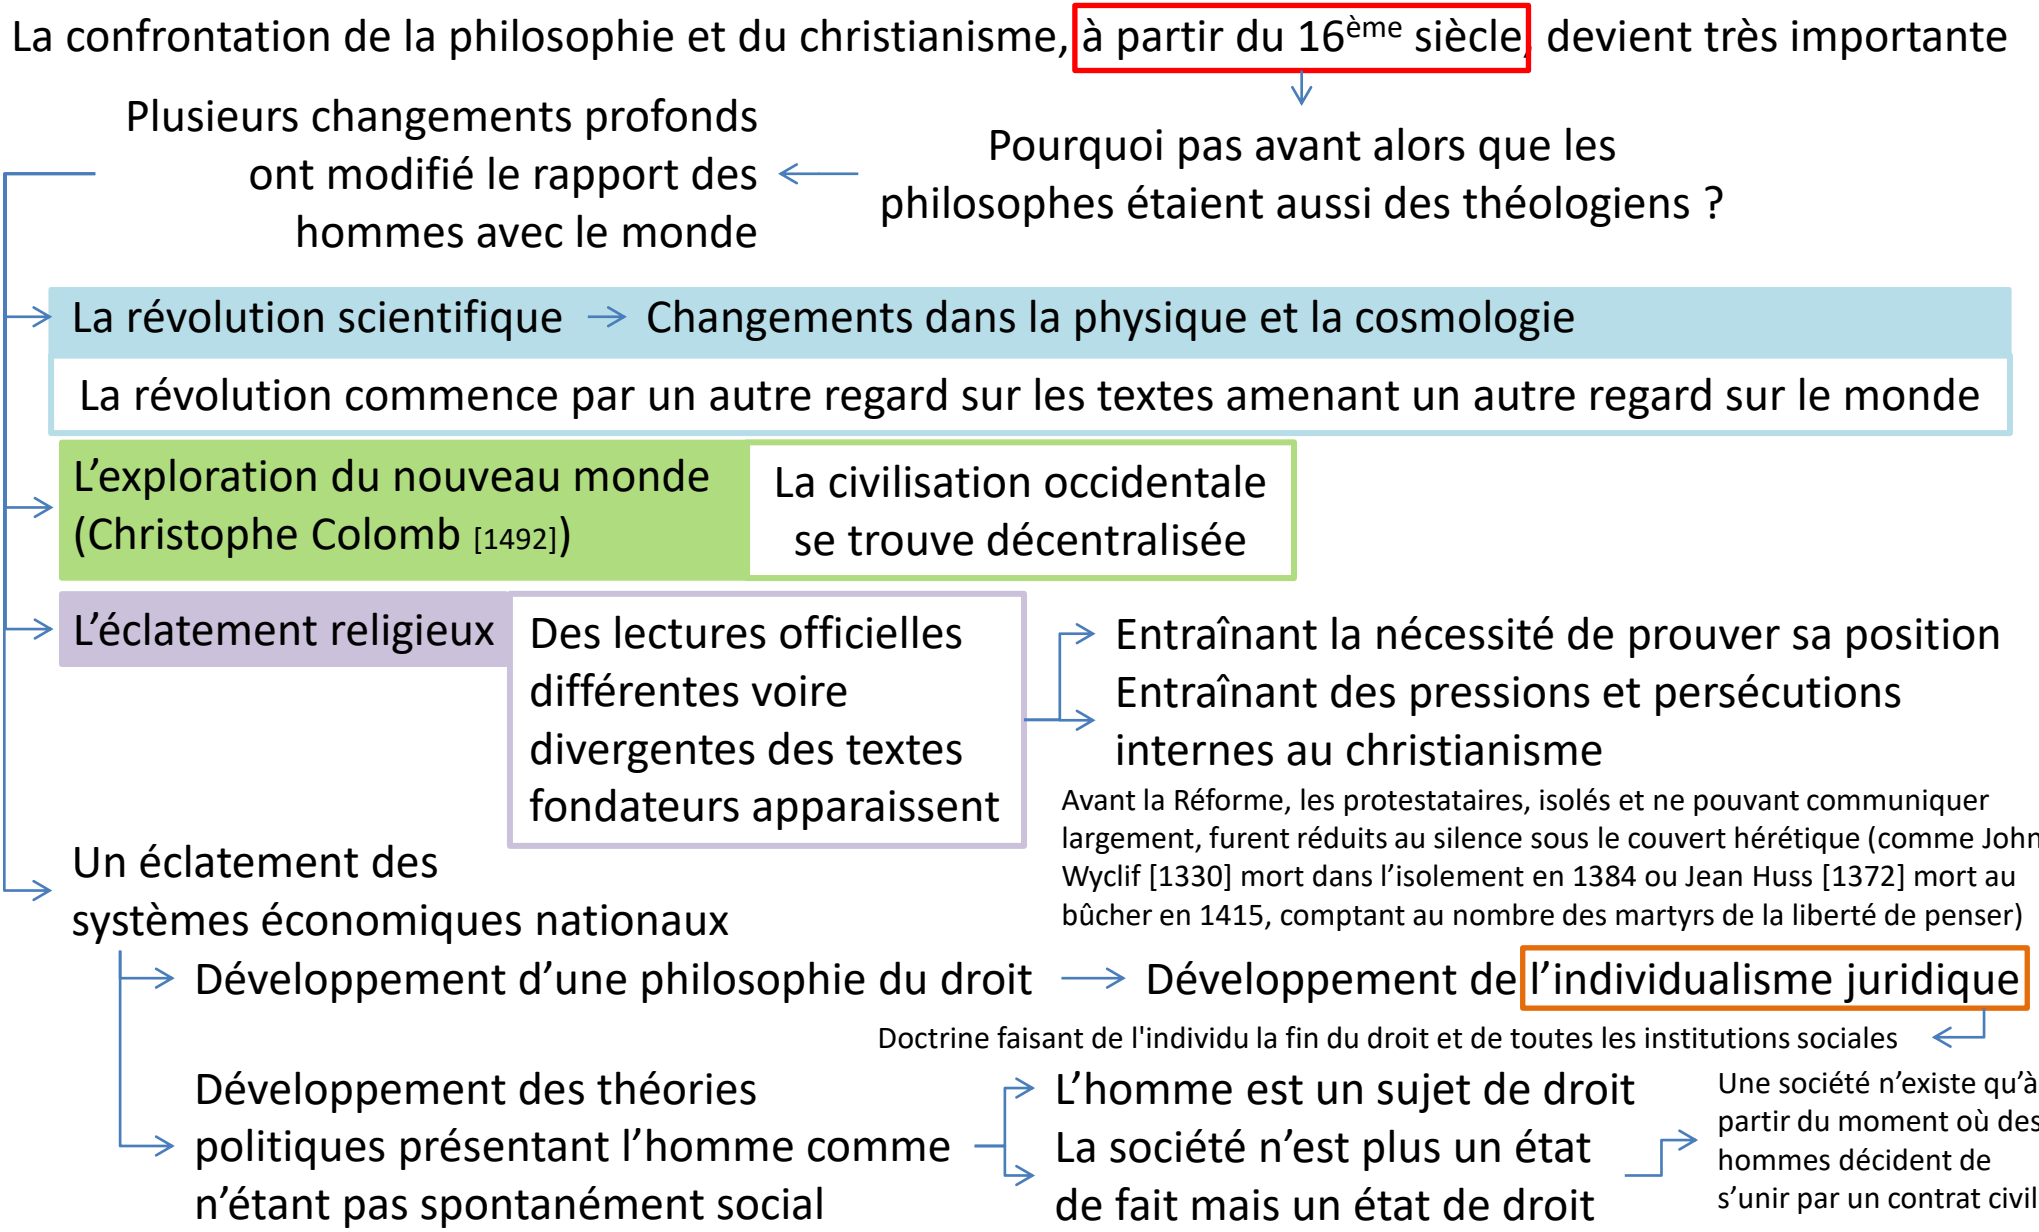 La confrontation de la philosophie et du christianisme, à partir du 16ème siècle, devient très importante
Pourquoi pas avant alors que les
philosophes étaient aussi des théologiens ?
Plusieurs changements profonds
ont modifié le rapport des
hommes avec le monde
La révolution scientifique → Changements dans la physique et la cosmologie
La révolution commence par un autre regard sur les textes amenant un autre regard sur le monde
L’exploration du nouveau monde
(Christophe Colomb [1492])
La civilisation occidentale
se trouve décentralisée
L’éclatement religieux
Des lectures officielles
différentes voire
divergentes des textes
fondateurs apparaissent
Entraînant la nécessité de prouver sa position
Entraînant des pressions et persécutions
internes au christianisme
Avant la Réforme, les protestataires, isolés et ne pouvant communiquer
largement, furent réduits au silence sous le couvert hérétique (comme John
Wyclif [1330] mort dans l’isolement en 1384 ou Jean Huss [1372] mort au
bûcher en 1415, comptant au nombre des martyrs de la liberté de penser)
Un éclatement des
systèmes économiques nationaux
Développement d’une philosophie du droit → Développement de l’individualisme juridique
Doctrine faisant de l'individu la fin du droit et de toutes les institutions sociales
Développement des théories
politiques présentant l’homme comme
n’étant pas spontanément social
L’homme est un sujet de droit
La société n’est plus un état
de fait mais un état de droit
Une société n’existe qu’à
partir du moment où des
hommes décident de
s’unir par un contrat civil